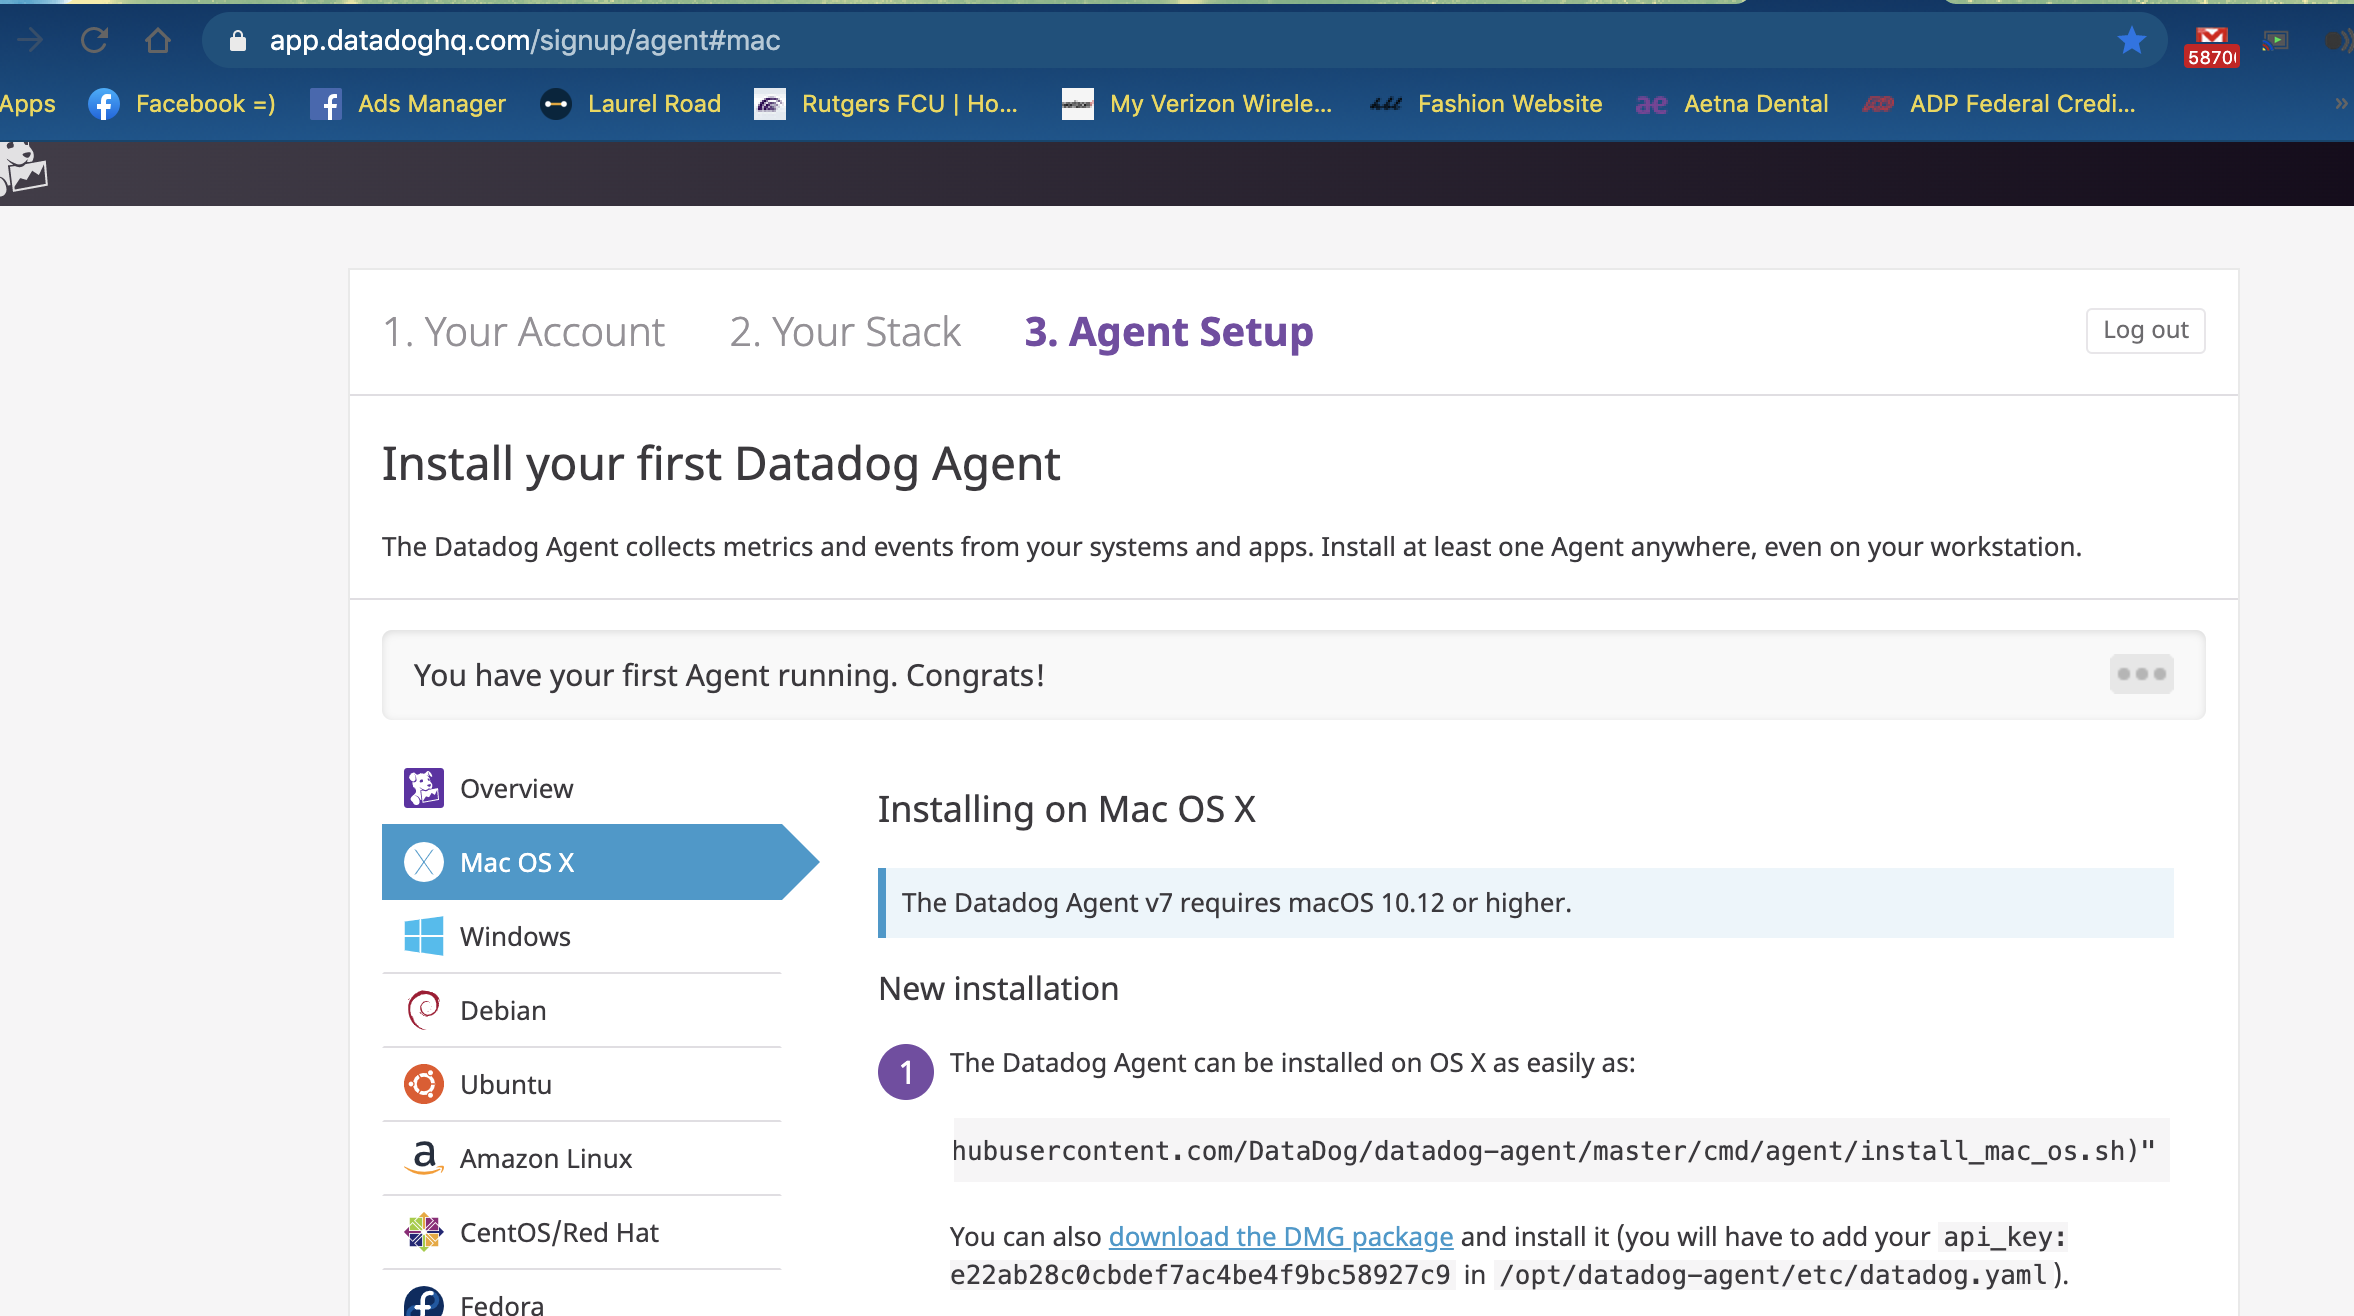 app.datadoghq.com/signup/agent#mac
Apps Facebook =) Ads Manager Laurel Road Rutgers FCU | Ho... My Verizon Wirele... Fashion Website Aetna Dental ADP Federal Credi... »
1. Your Account 2. Your Stack 3. Agent Setup Log out
Install your first Datadog Agent
The Datadog Agent collects metrics and events from your systems and apps. Install at least one Agent anywhere, even on your workstation.
You have your first Agent running. Congrats!
Overview
Mac OS X
Windows
Debian
Ubuntu
Amazon Linux
CentOS/Red Hat
Fedora
Installing on Mac OS X
The Datadog Agent v7 requires macOS 10.12 or higher.
New installation
1 The Datadog Agent can be installed on OS X as easily as:
hubusercontent.com/DataDog/datadog-agent/master/cmd/agent/install_mac_os.sh)"
You can also download the DMG package and install it (you will have to add your api_key:
e22ab28c0cbdef7ac4be4f9bc58927c9 in /opt/datadog-agent/etc/datadog.yaml).